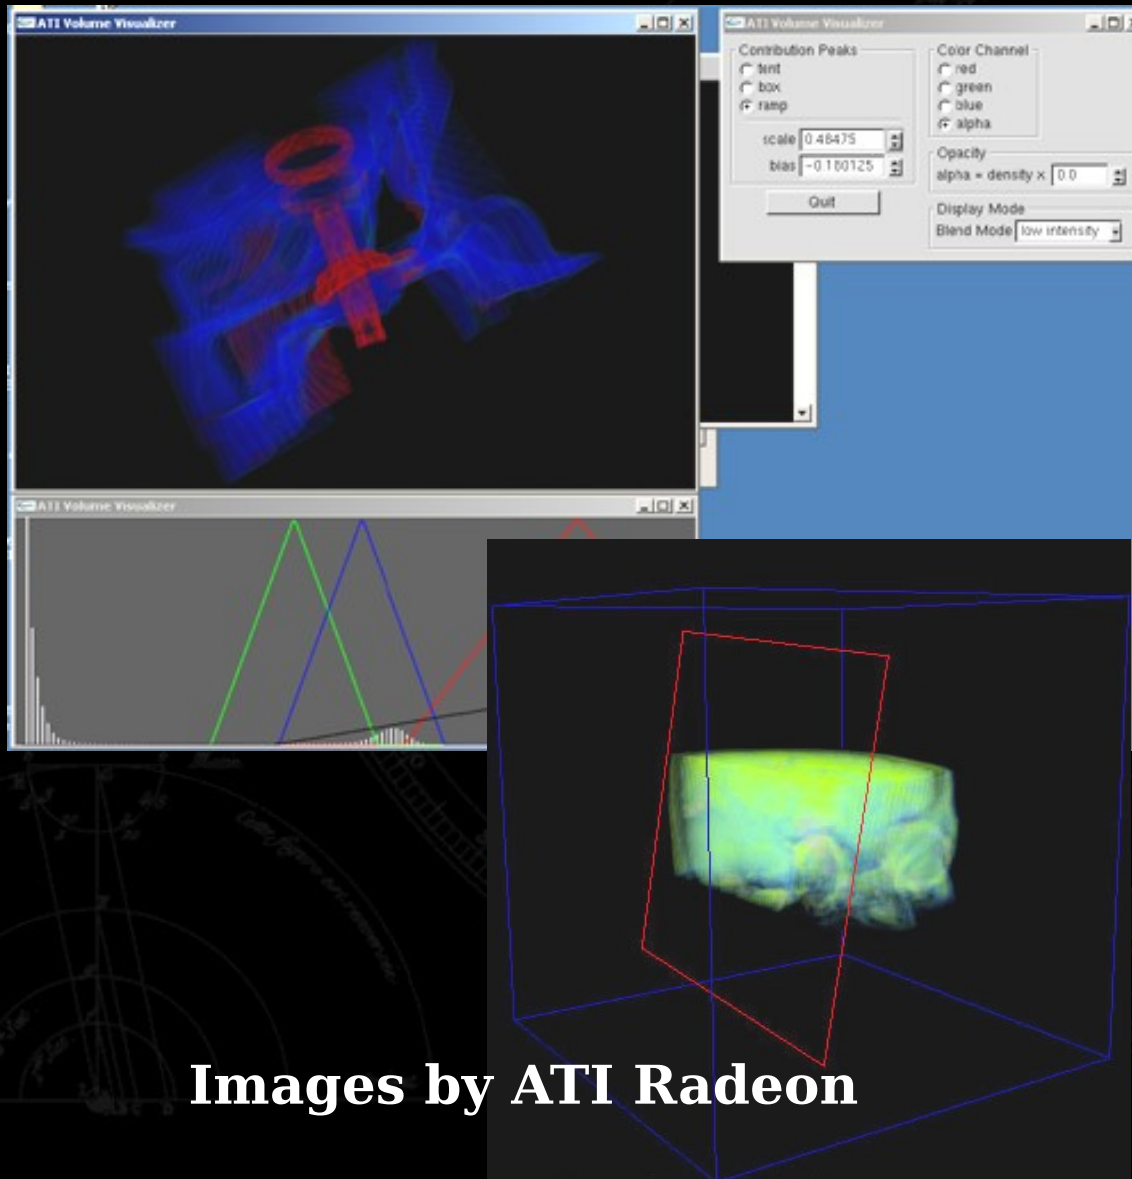 ATI Volume Visualizer
ATI Volume Visualizer
Contribution Peaks
tent
box
ramp
scale 0.48475
bias -0.180125
Quit
Color Channel
red
green
blue
alpha
Opacity
alpha = density x 0.0
Display Mode
Blend Mode low intensity
ATI Volume Visualizer
Images by ATI Radeon